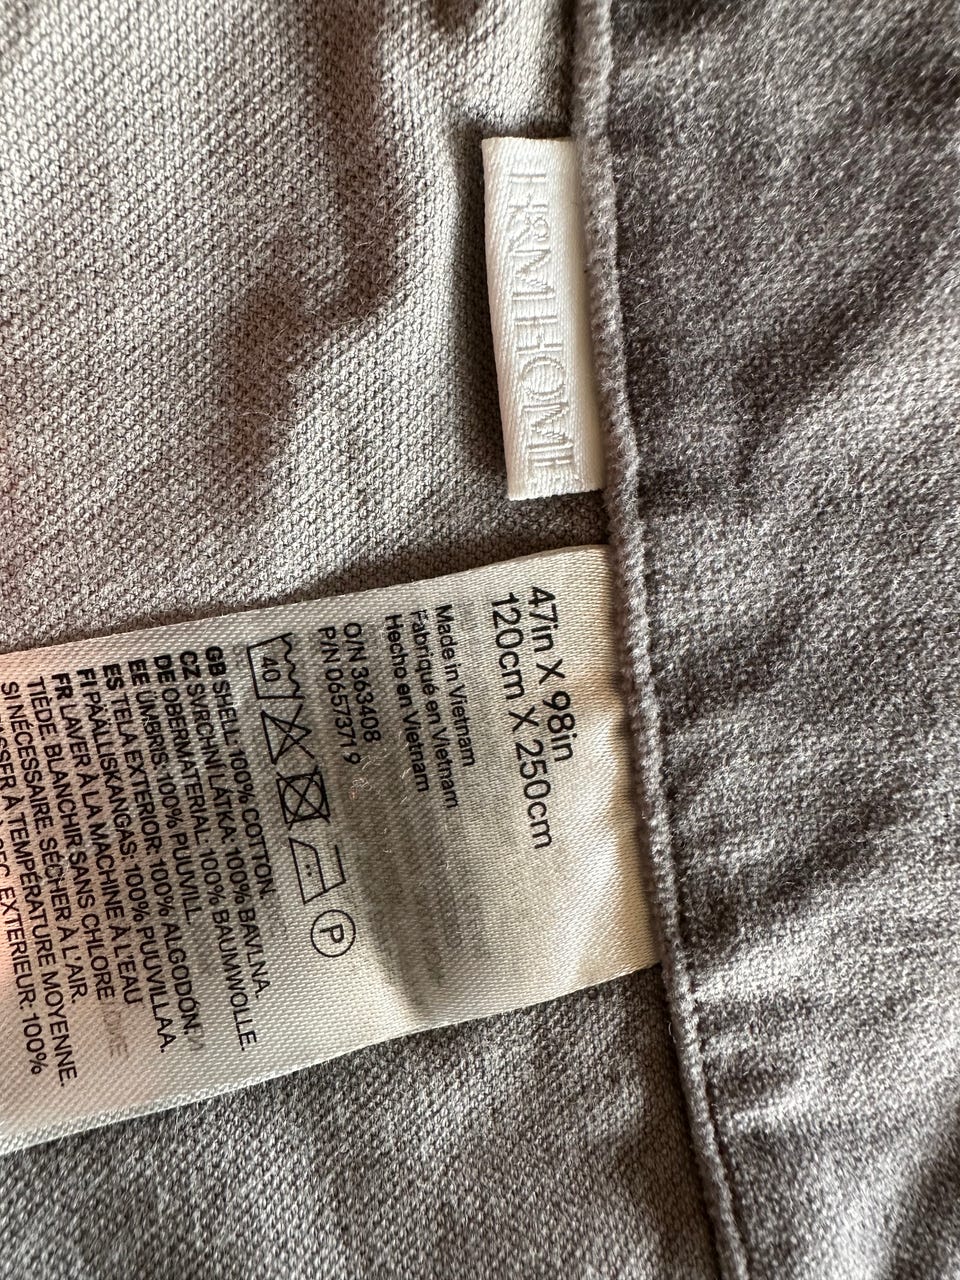 H&M HOME
47in X 98in
120cm X 250cm
Made in Vietnam
Fabriqué en Vietnam
Hecho en Vietnam
O/N 363408
P/N 0657371 9
40
P
GB SHELL 100% COTTON.
CZ SVRCHNÍ LÁTKA: 100% BAVLNA.
DE OBERMATERIAL. 100% BAUMWOLLE.
EE ÜMBRIS: 100% PUUVILL
ES TELA EXTERIOR: 100% ALGODÓN.
FI PÄÄLLISKANGAS: 100% PUUVILLAA.
FR LAVER À LA MACHINE À L'EAU
TIÈDE. BLANCHIR SANS CHLORE
SI NÉCESSAIRE. SÉCHER À L'AIR.
À TEMPÉRATURE MOYENNE.
EXTERIEUR: 100%